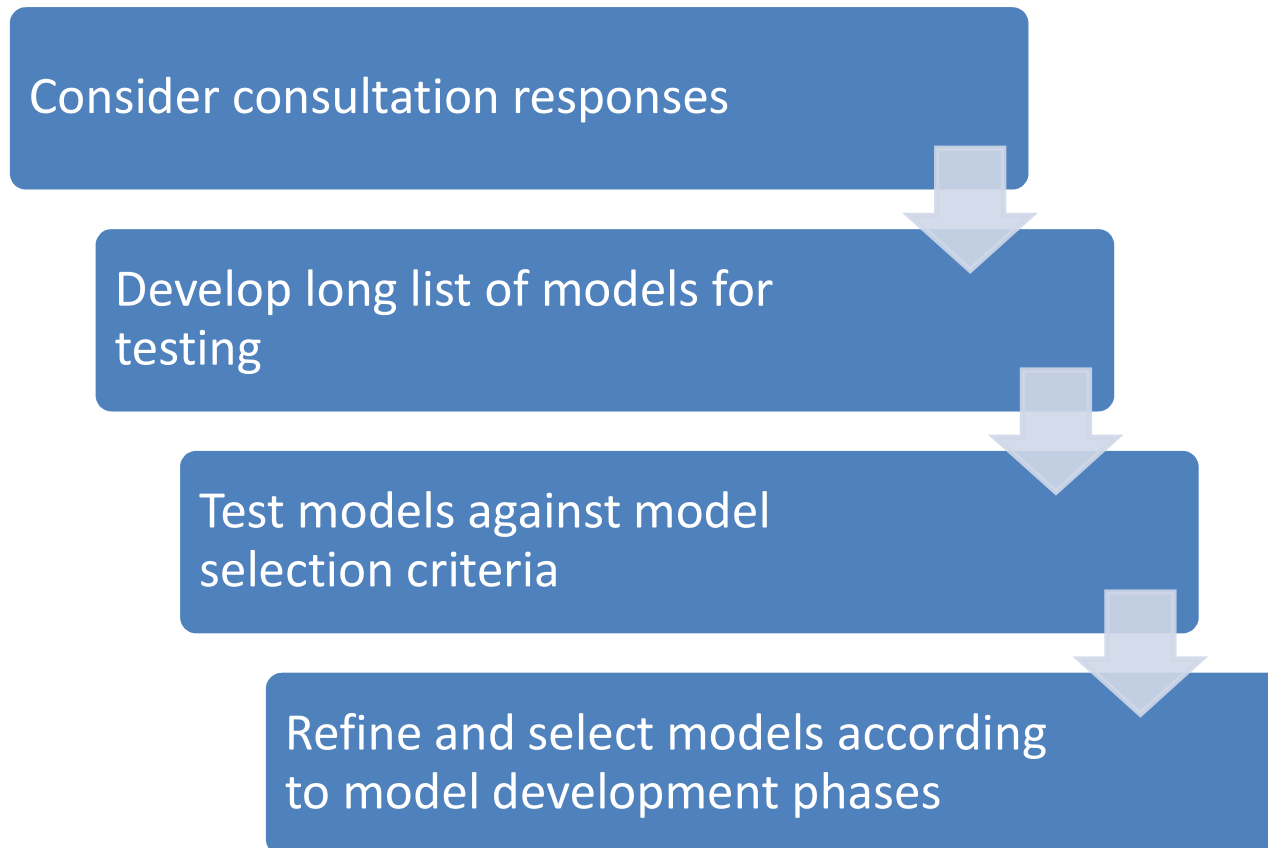 Consider consultation responses
Develop long list of models for
testing
Test models against model
selection criteria
Refine and select models according
to model development phases